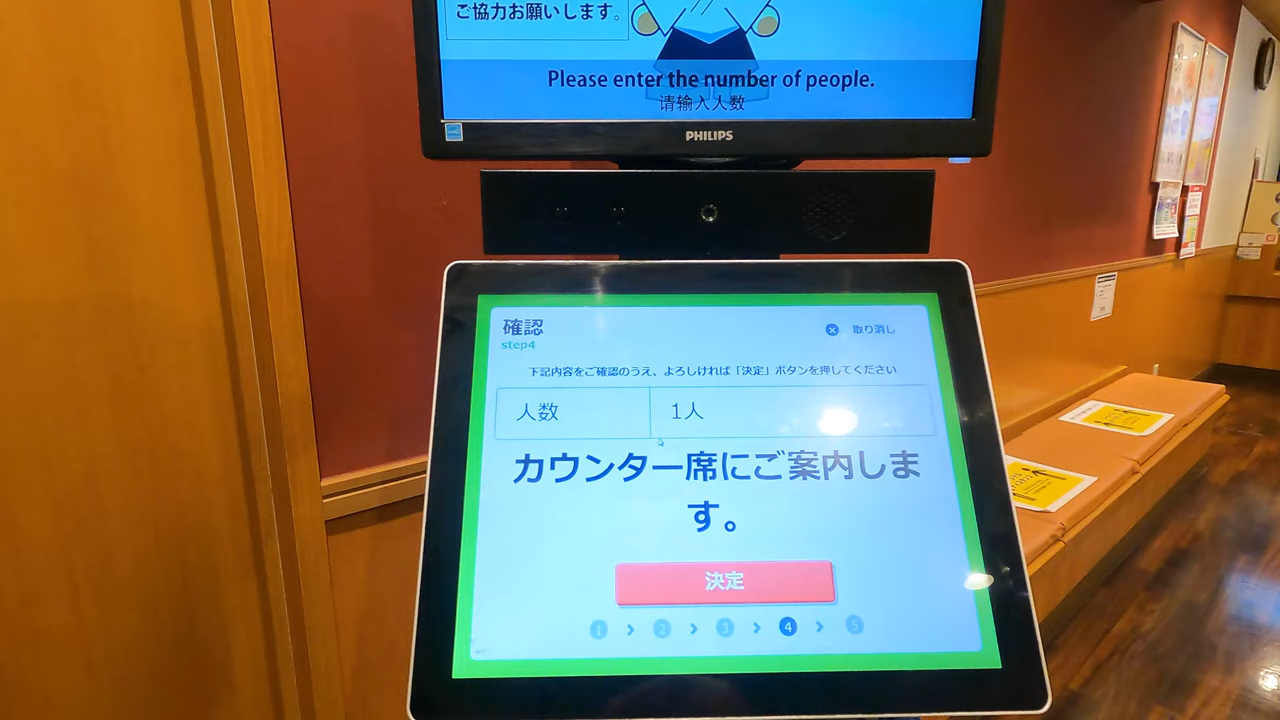 ご協力お願いします。
Please enter the number of people.
请输入人数
PHILIPS
確認
step4
取り消し
下記内容をご確認のうえ、よろしければ「決定」ボタンを押してください
人数
1人
カウンター席にご案内しま
す。
決定
1 2 3 4 5